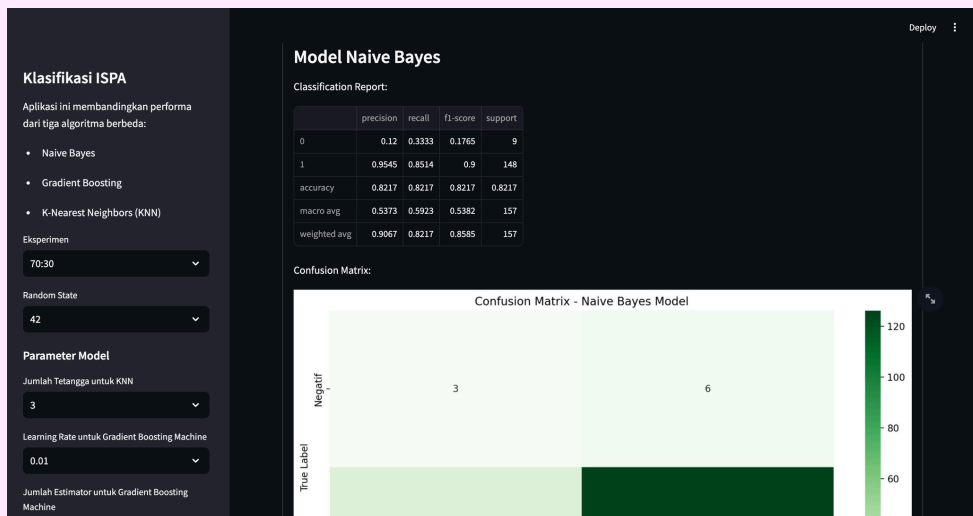 Deploy
Klasifikasi ISPA
Aplikasi ini membandingkan performa
dari tiga algoritma berbeda:
Naive Bayes
Gradient Boosting
K-Nearest Neighbors (KNN)
Eksperimen
70:30
Random State
42
Parameter Model
Jumlah Tetangga untuk KNN
3
Learning Rate untuk Gradient Boosting Machine
0.01
Jumlah Estimator untuk Gradient Boosting
Machine
Model Naive Bayes
Classification Report:
precision recall f1-score support
0 0.12 0.3333 0.1765 9
1 0.9545 0.8514 0.9 148
accuracy 0.8217 0.8217 0.8217 0.8217
macro avg 0.5373 0.5923 0.5382 157
weighted avg 0.9067 0.8217 0.8585 157
Confusion Matrix:
Confusion Matrix - Naive Bayes Model
Negatif
3 6
True Label
120
100
80
60